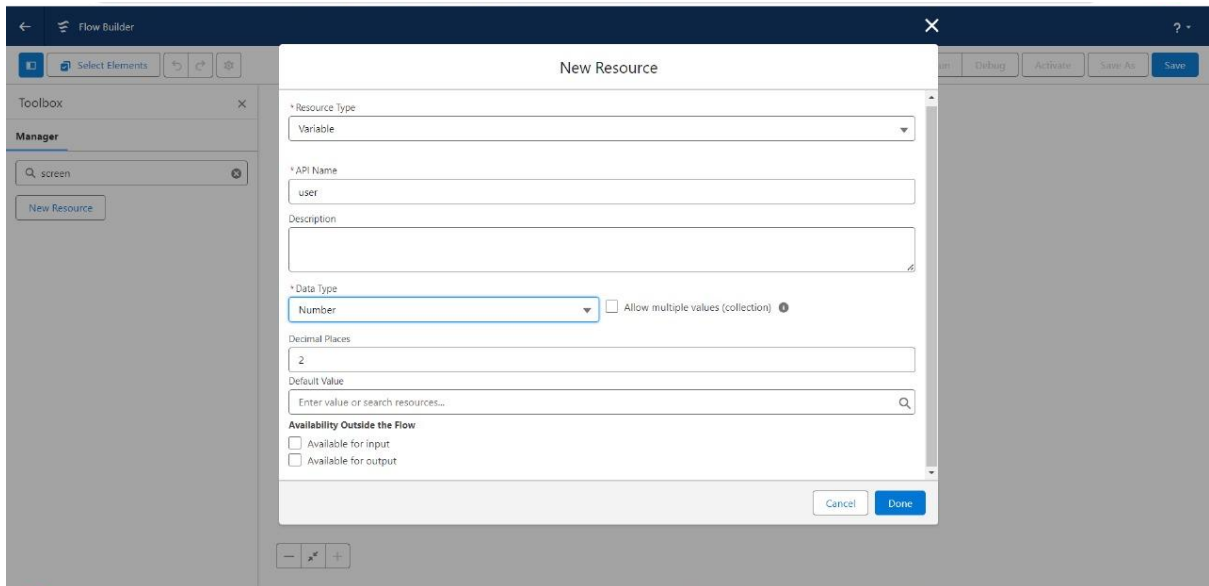 Flow Builder
?
Select Elements
Debug
Activate
Save As
Save
New Resource
Toolbox
Manager
screen
New Resource
* Resource Type
Variable
* API Name
user
Description
* Data Type
Number
Allow multiple values (collection)
Decimal Places
2
Default Value
Enter value or search resources...
Availability Outside the Flow
Available for input
Available for output
Cancel
Done